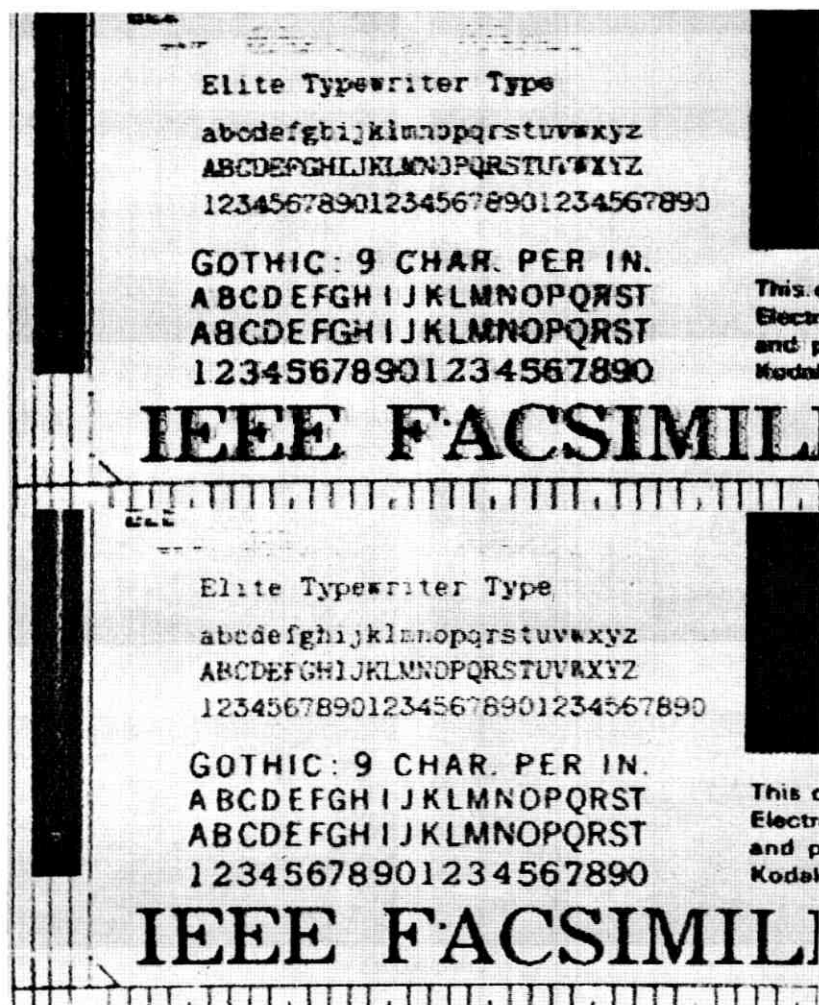 Elite Typewriter Type
abcdefghijklmnopqrstuvwxyz
ABCDEFGHIJKLMNOPQRSTUVWXYZ
123456789012345678901234567890
GOTHIC: 9 CHAR. PER IN.
ABCDEFGHIJKLMNOPQRST
ABCDEFGHIJKLMNOPQRST
12345678901234567890
This
Electr
and p
Kodak
IEEE FACSIMIL
Elite Typewriter Type
abcdefghijklmnopqrstuvwxyz
ABCDEFGHIJKLMNOPQRSTUVWXYZ
123456789012345678901234567890
GOTHIC: 9 CHAR. PER IN.
ABCDEFGHIJKLMNOPQRST
ABCDEFGHIJKLMNOPQRST
12345678901234567890
This
Electr
and p
Kodak
IEEE FACSIMIL